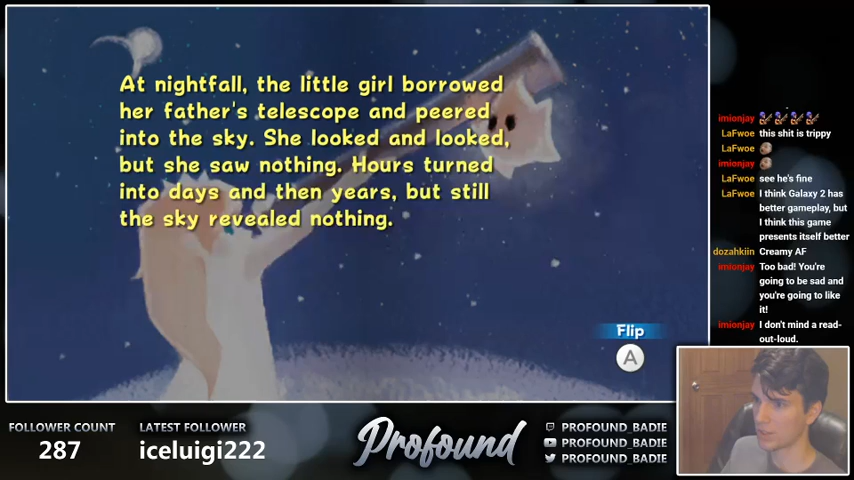 At nightfall, the little girl borrowed
her father's telescope and peered
into the sky. She looked and looked,
but she saw nothing. Hours turned
into days and then years, but still
the sky revealed nothing.
Flip
A
imionjay
LaFwoe this shit is trippy
LaFwoe
imionjay
LaFwoe see he's fine
LaFwoe I think Galaxy 2 has
better gameplay, but
I think this game
presents itself better
dozahkiin Creamy AF
imionjay Too bad! You're
going to be sad and
you're going to like
it!
imionjay I don't mind a read-
out-loud.
FOLLOWER COUNT
287
LATEST FOLLOWER
iceluigi222
Profound
PROFOUND_BADIE
PROFOUND_BADIE
PROFOUND_BADIE